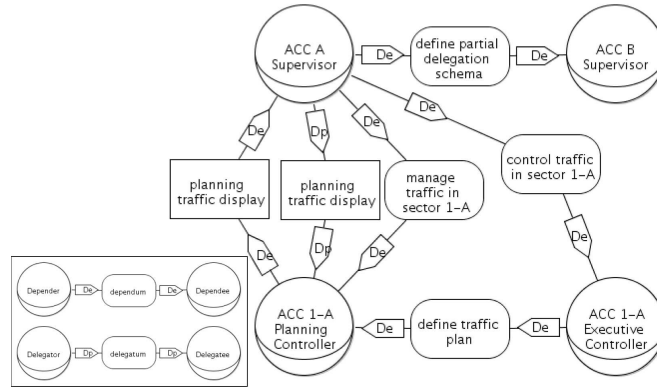 ACC A
Supervisor
De
define partial
delegation
schema
De
ACC B
Supervisor
De
Dp
De
De
planning
traffic display
planning
traffic display
manage
traffic in
sector 1-A
control traffic
in sector 1-A
De
Dp
De
De
ACC 1-A
Planning
Controller
De
define traffic
plan
De
ACC 1-A
Executive
Controller
Depender
De
dependum
De
Dependee
Delegator
Dp
delegatum
Dp
Delegatee